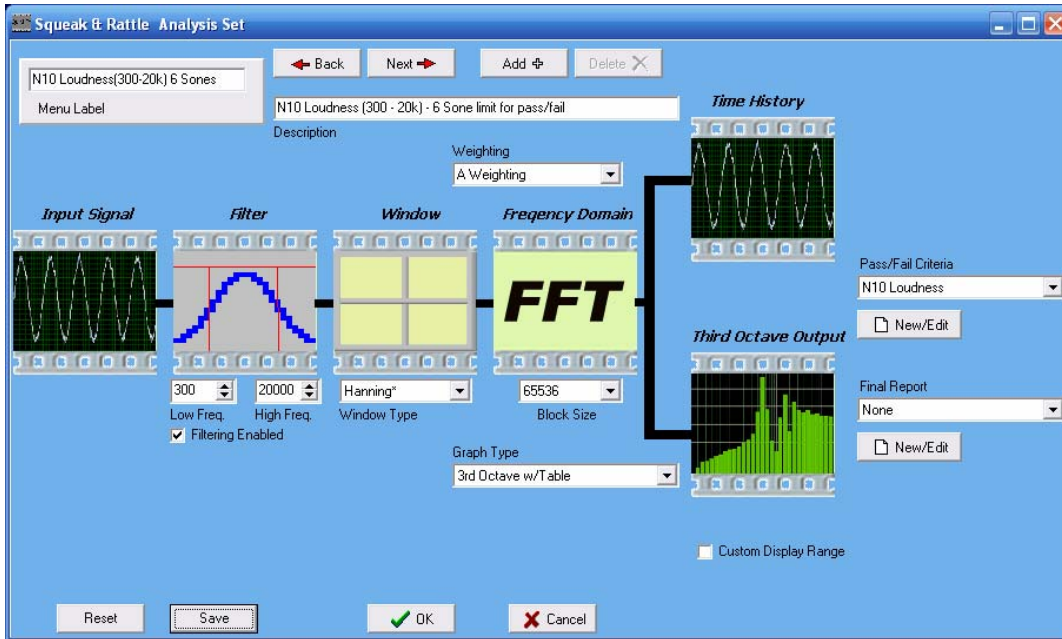 Squeak & Rattle Analysis Set
Back
Next
Add
Delete
N10 Loudness(300-20k) 6 Sones
Menu Label
N10 Loudness (300 - 20k) - 6 Sone limit for pass/fail
Description
Weighting
A Weighting
Time History
Input Signal
Filter
Window
Freqency Domain
FFT
Pass/Fail Criteria
N10 Loudness
New/Edit
Third Octave Output
300
20000
Low Freq.
High Freq.
Filtering Enabled
Hanning*
Window Type
65536
Block Size
Final Report
None
New/Edit
Graph Type
3rd Octave w/Table
Custom Display Range
Reset
Save
OK
Cancel